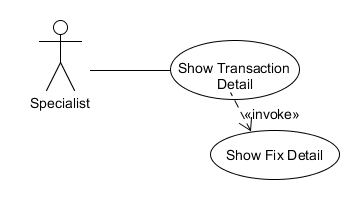 Show Transaction
Detail
Specialist
«invoke»
Show Fix Detail